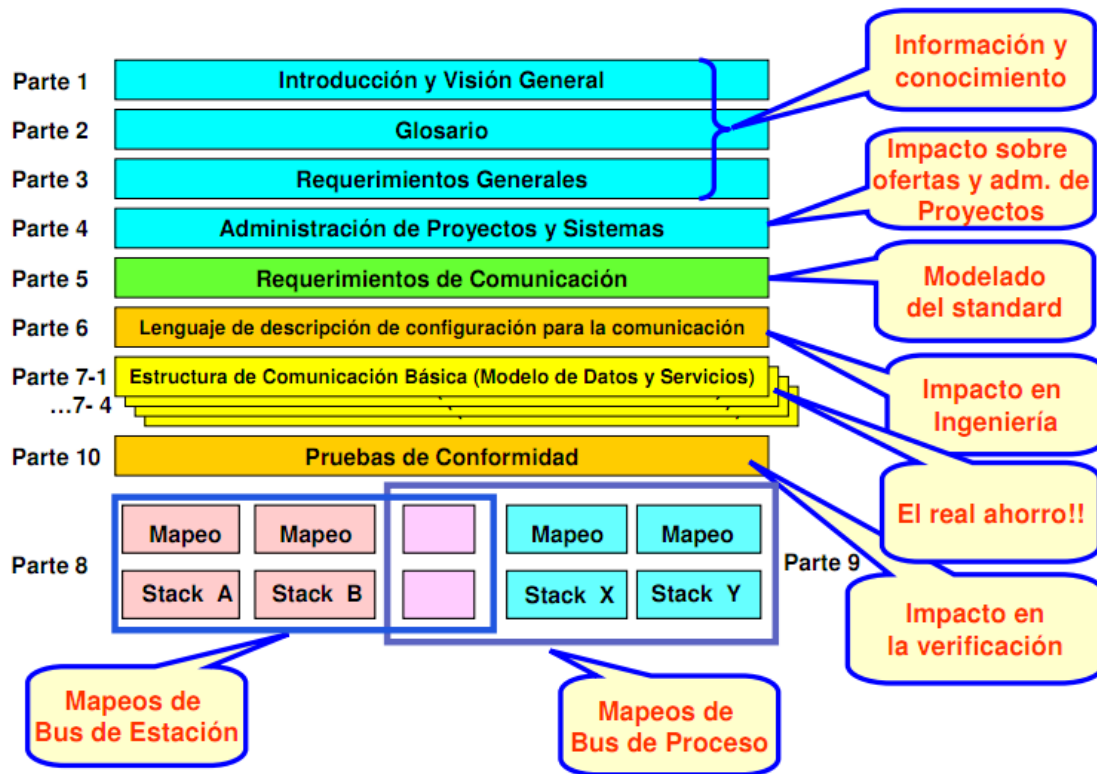 Parte 1
Introducción y Visión General
Parte 2
Glosario
Parte 3
Requerimientos Generales
Parte 4
Administración de Proyectos y Sistemas
Parte 5
Requerimientos de Comunicación
Parte 6
Lenguaje de descripción de configuración para la comunicación
Parte 7-1
Estructura de Comunicación Básica (Modelo de Datos y Servicios)
...7- 4
Parte 10
Pruebas de Conformidad
Información y
conocimiento
Impacto sobre
ofertas y adm. de
Proyectos
Modelado
del standard
Impacto en
Ingeniería
El real ahorro!!
Impacto en
la verificación
Parte 8
Mapeo
Mapeo
Mapeo
Mapeo
Stack A
Stack B
Stack X
Stack Y
Parte 9
Mapeos de
Bus de Estación
Mapeos de
Bus de Proceso